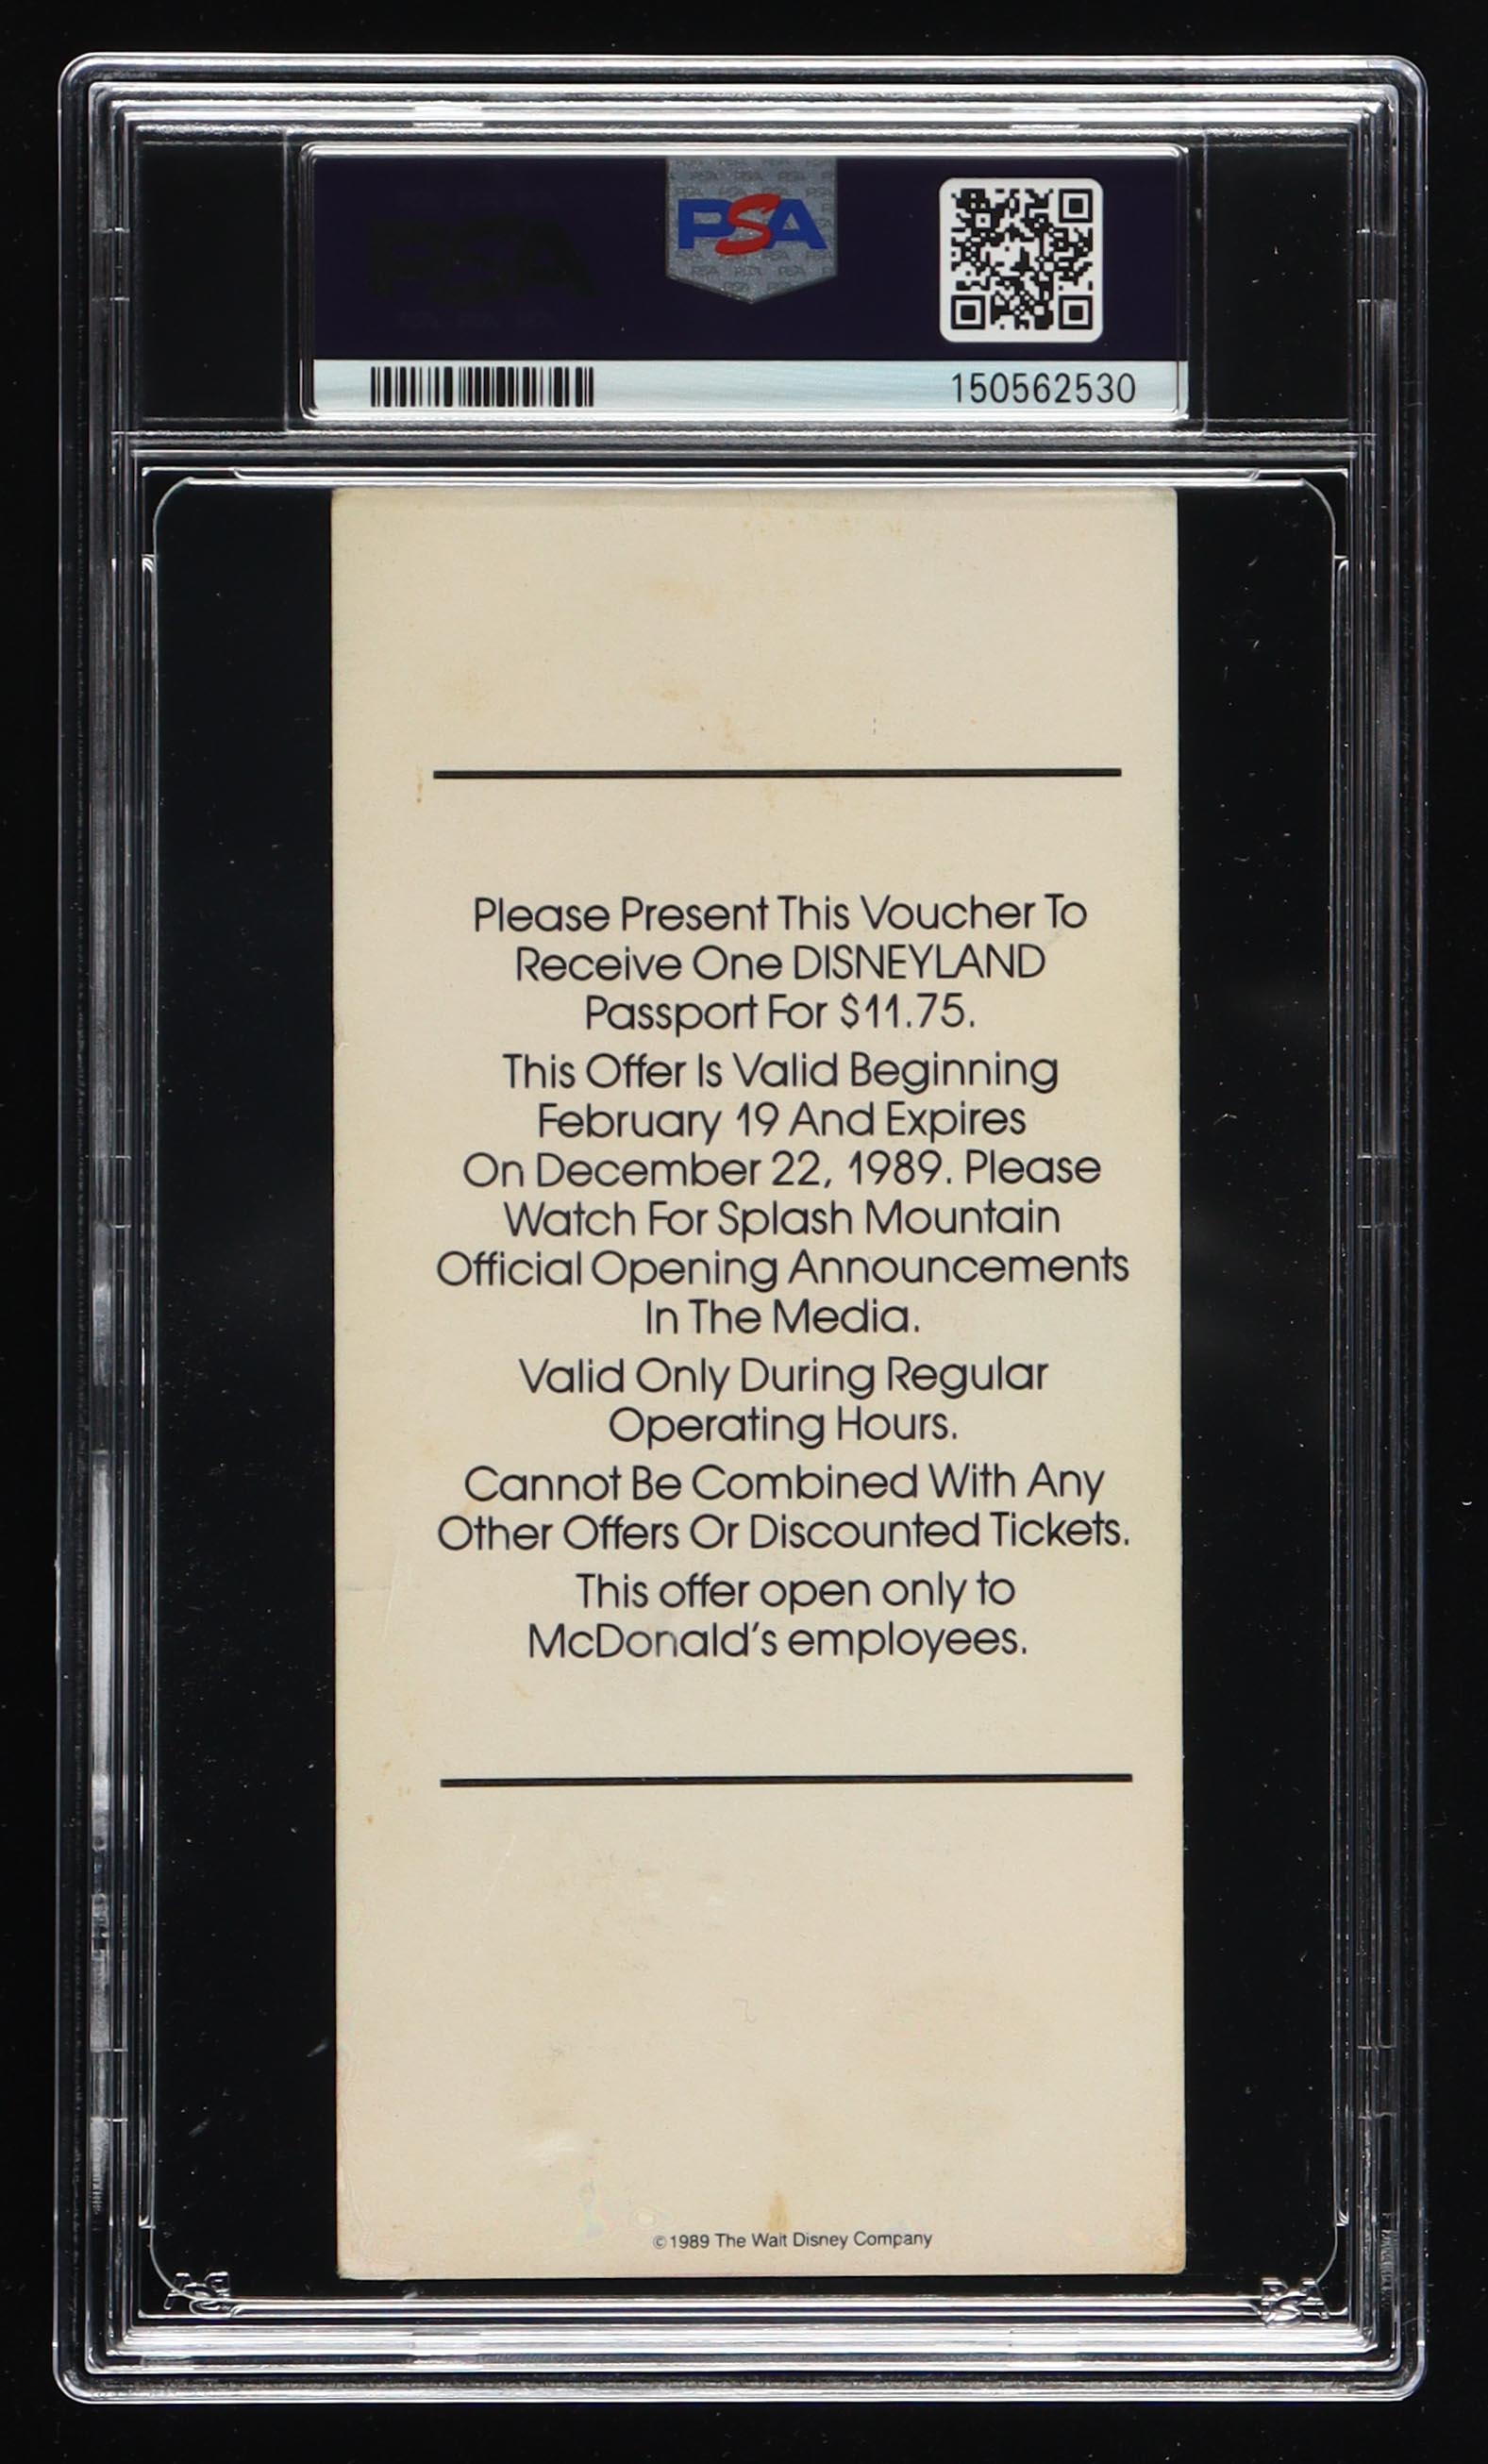 PSA
150562530
Please Present This Voucher To
Receive One DISNEYLAND
Passport For $11.75.
This Offer Is Valid Beginning
February 19 And Expires
On December 22, 1989. Please
Watch For Splash Mountain
Official Opening Announcements
In The Media.
Valid Only During Regular
Operating Hours.
Cannot Be Combined With Any
Other Offers Or Discounted Tickets.
This offer open only to
McDonald's employees.
©1989 The Walt Disney Company
PSA
PSA